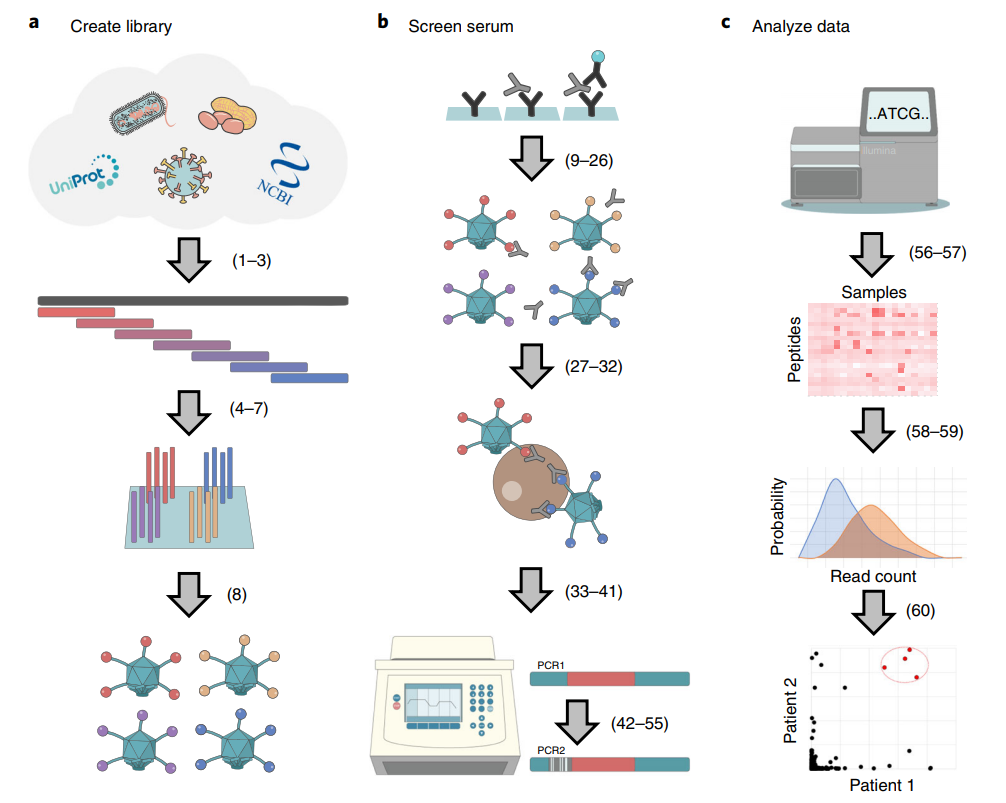 a Create library
UniProt
NCBI
(1–3)
(4–7)
(8)
b Screen serum
(9–26)
(27–32)
(33–41)
PCR1
(42–55)
PCR2
c Analyze data
..ATCG..
illumina
(56–57)
Samples
Peptides
(58–59)
Probability
Read count
(60)
Patient 2
Patient 1